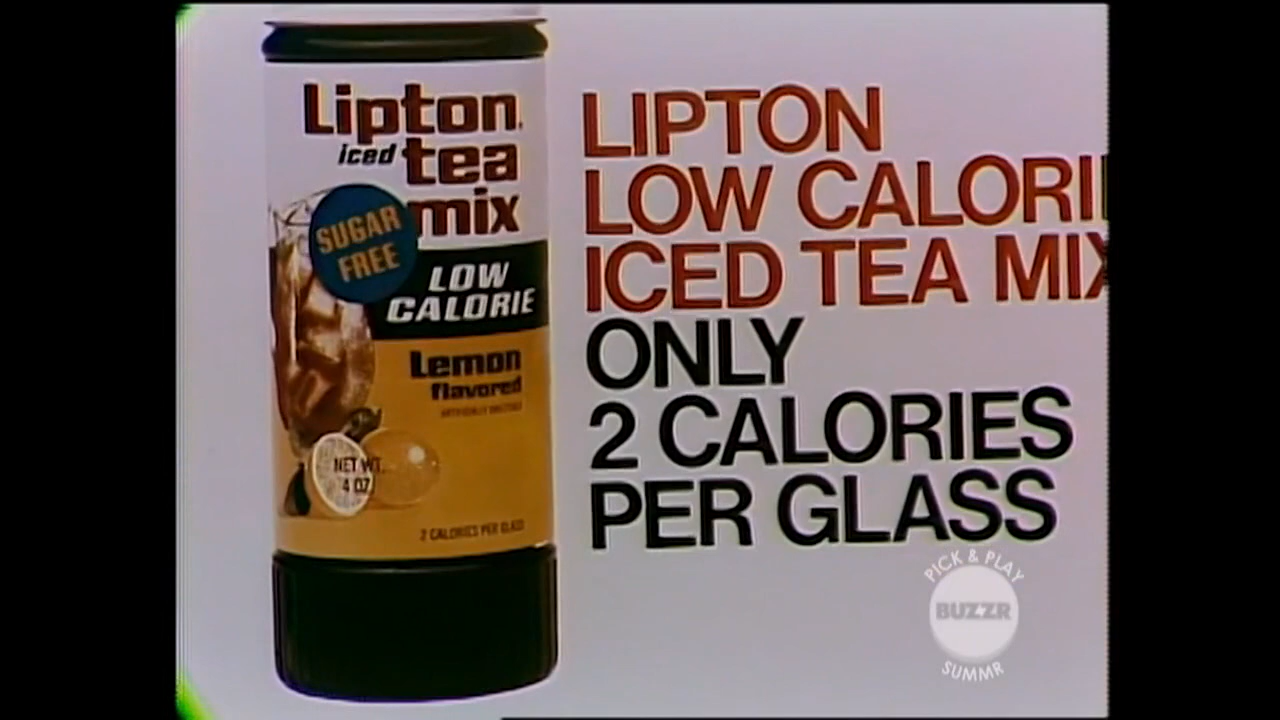 Lipton
iced tea
mix
SUGAR
FREE
LOW
CALORIE
Lemon
flavored
NET WT.
4 OZ
2 CALORIES PER GLASS
LIPTON
LOW CALORI
ICED TEA MIX
ONLY
2 CALORIES
PER GLASS
PICK & PLAY
BUZZR
SUMMR